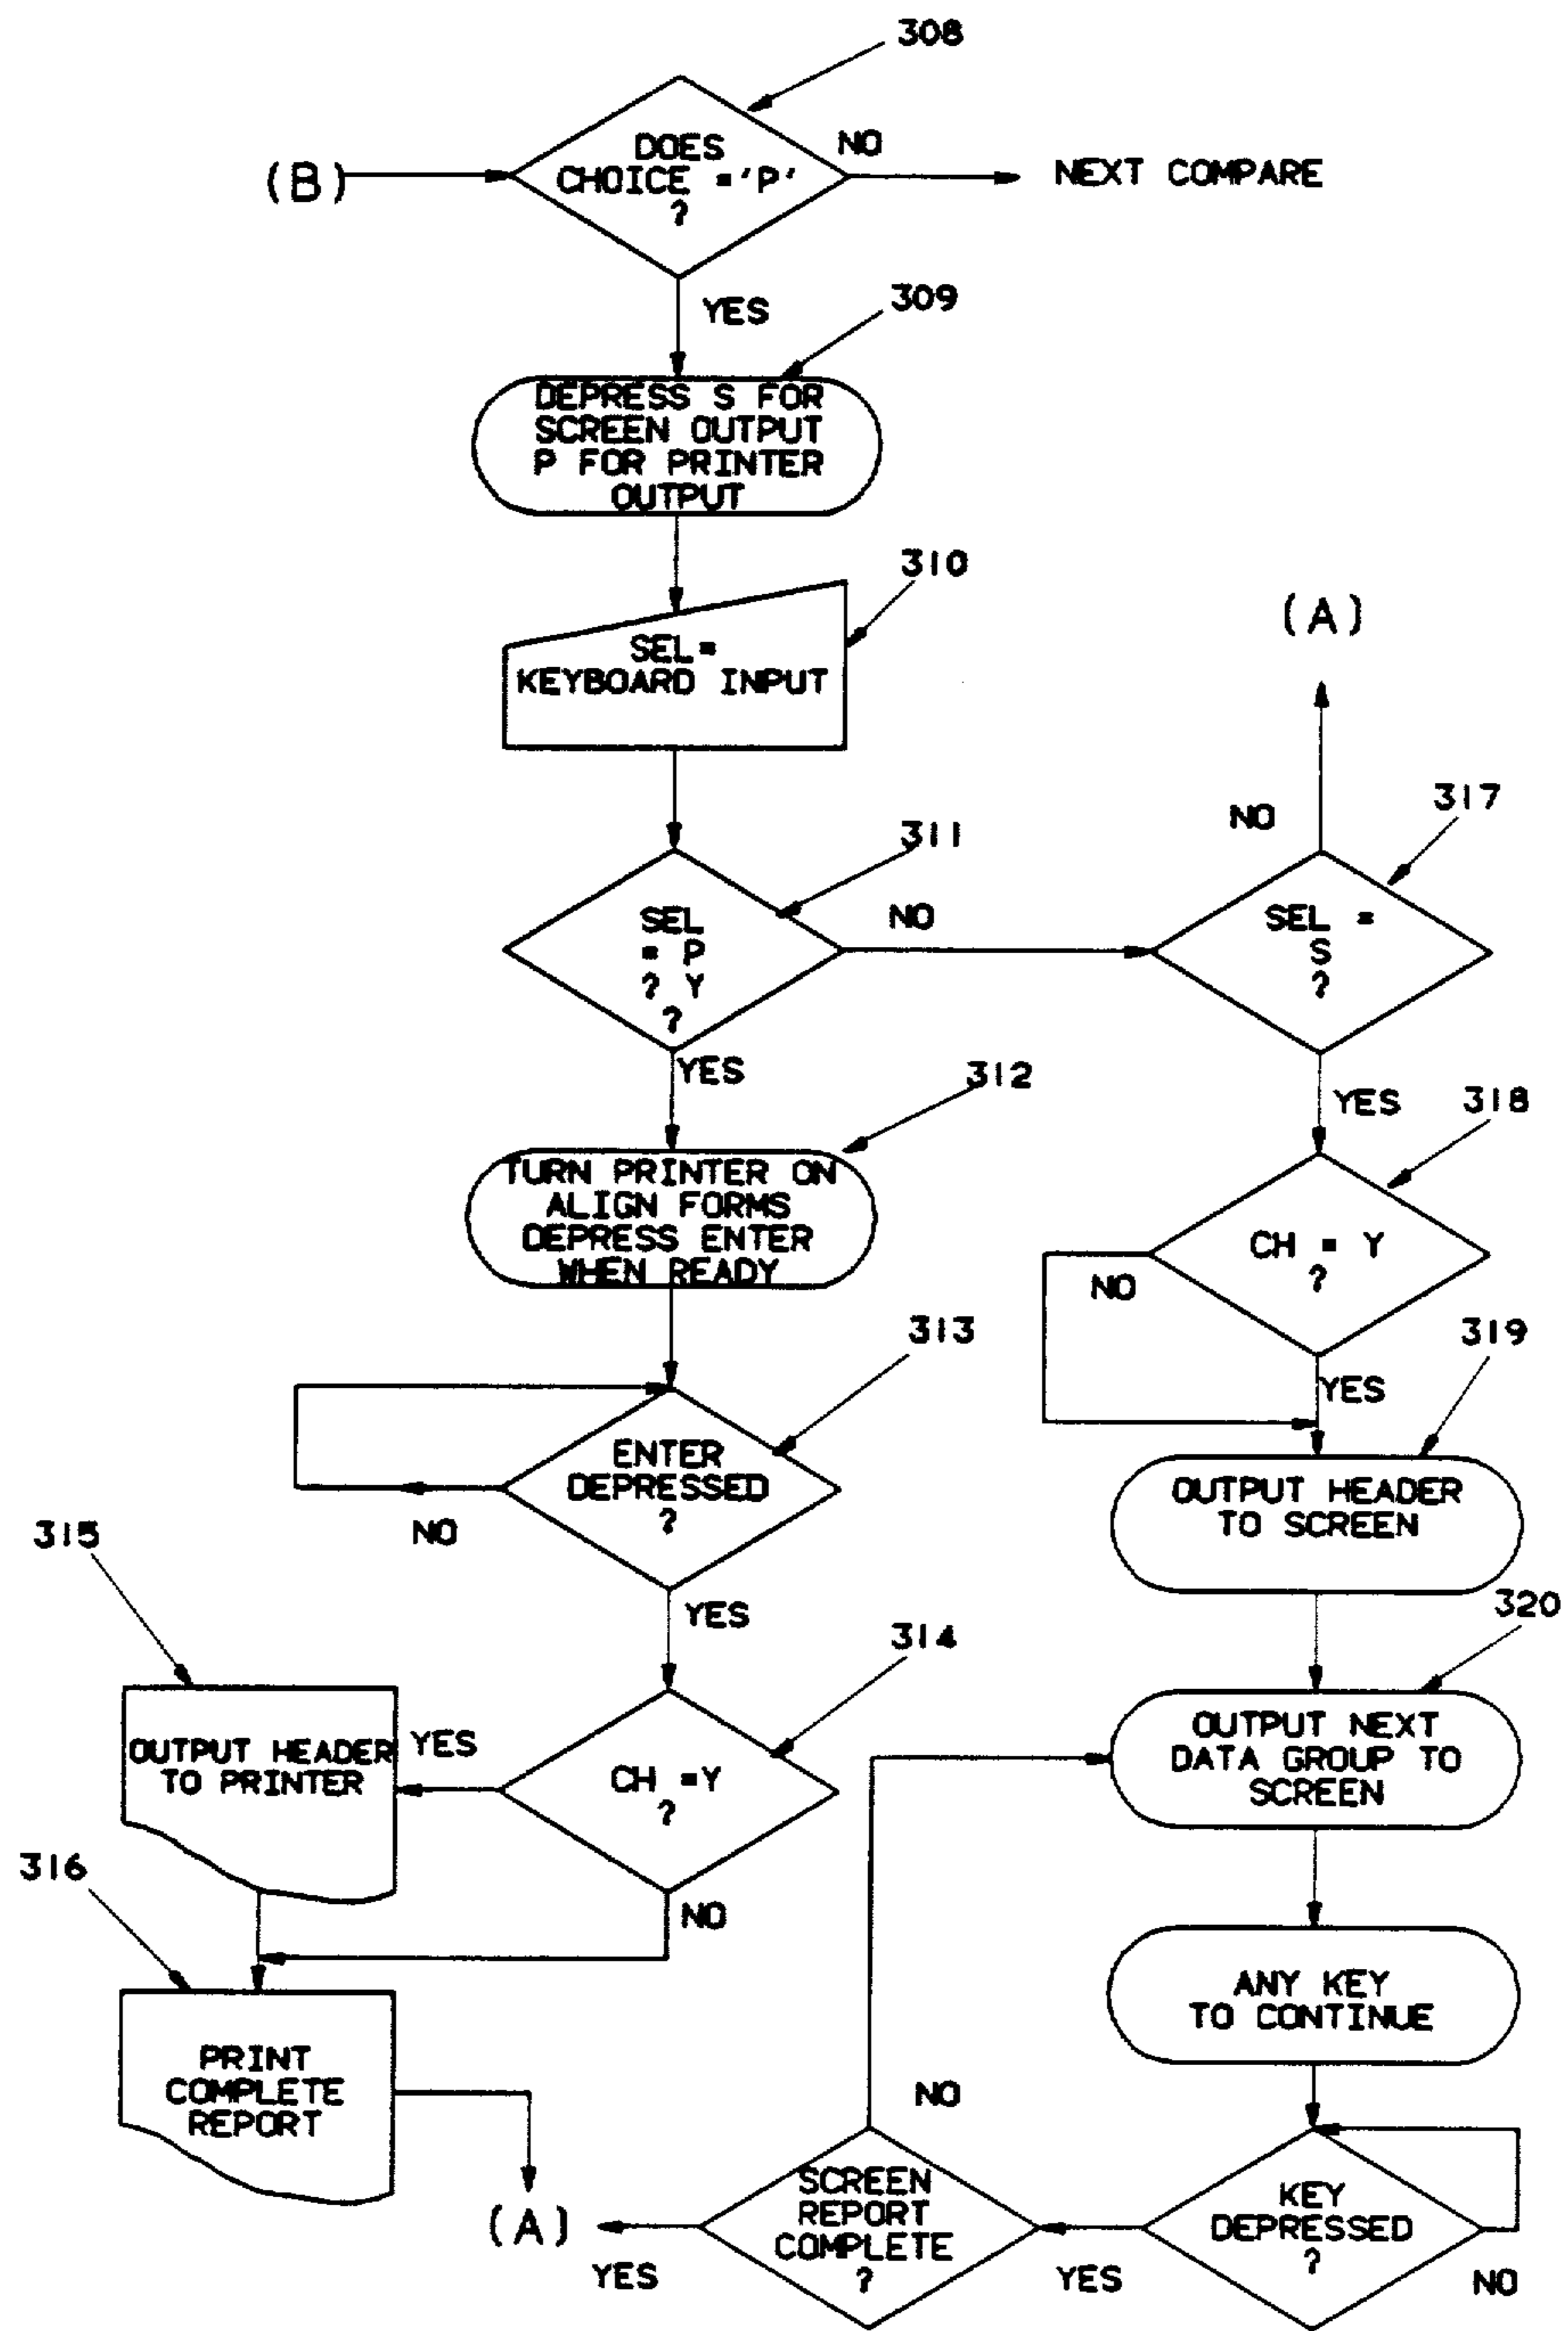 308
DOES
CHOICE ='P'
?
NO
(B)
NEXT COMPARE
YES
309
DEPRESS S FOR
SCREEN OUTPUT
P FOR PRINTER
OUTPUT
310
SEL=
KEYBOARD INPUT
(A)
311
SEL
= P
? Y
?
NO
YES
317
NO
SEL =
S
?
YES
312
TURN PRINTER ON
ALIGN FORMS
DEPRESS ENTER
WHEN READY
318
CH = Y
?
NO
YES
313
ENTER
DEPRESSED
?
NO
YES
319
OUTPUT HEADER
TO SCREEN
315
OUTPUT HEADER
TO PRINTER
YES
314
CH =Y
?
NO
320
OUTPUT NEXT
DATA GROUP TO
SCREEN
316
PRINT
COMPLETE
REPORT
(A)
ANY KEY
TO CONTINUE
NO
SCREEN
REPORT
COMPLETE
?
YES
KEY
DEPRESSED
?
YES
NO